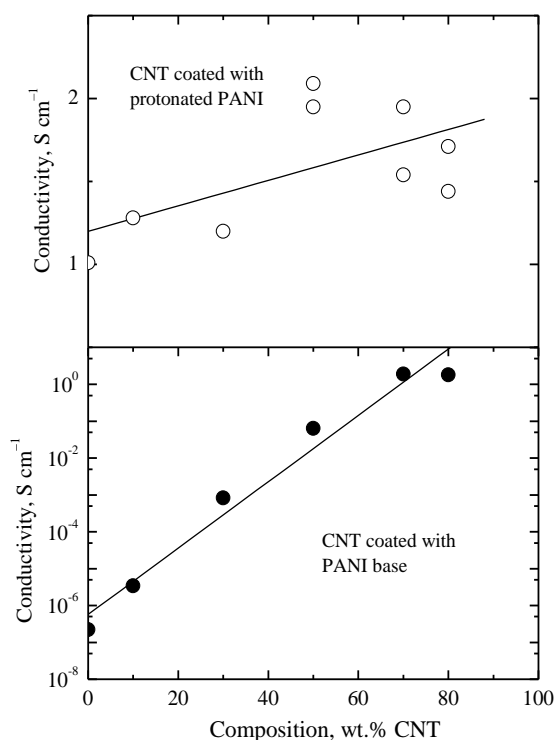 CNT coated with
protonated PANI
2
1
Conductivity, S cm⁻¹
10⁰
10⁻²
10⁻⁴
10⁻⁶
10⁻⁸
Conductivity, S cm⁻¹
CNT coated with
PANI base
0 20 40 60 80 100
Composition, wt.% CNT